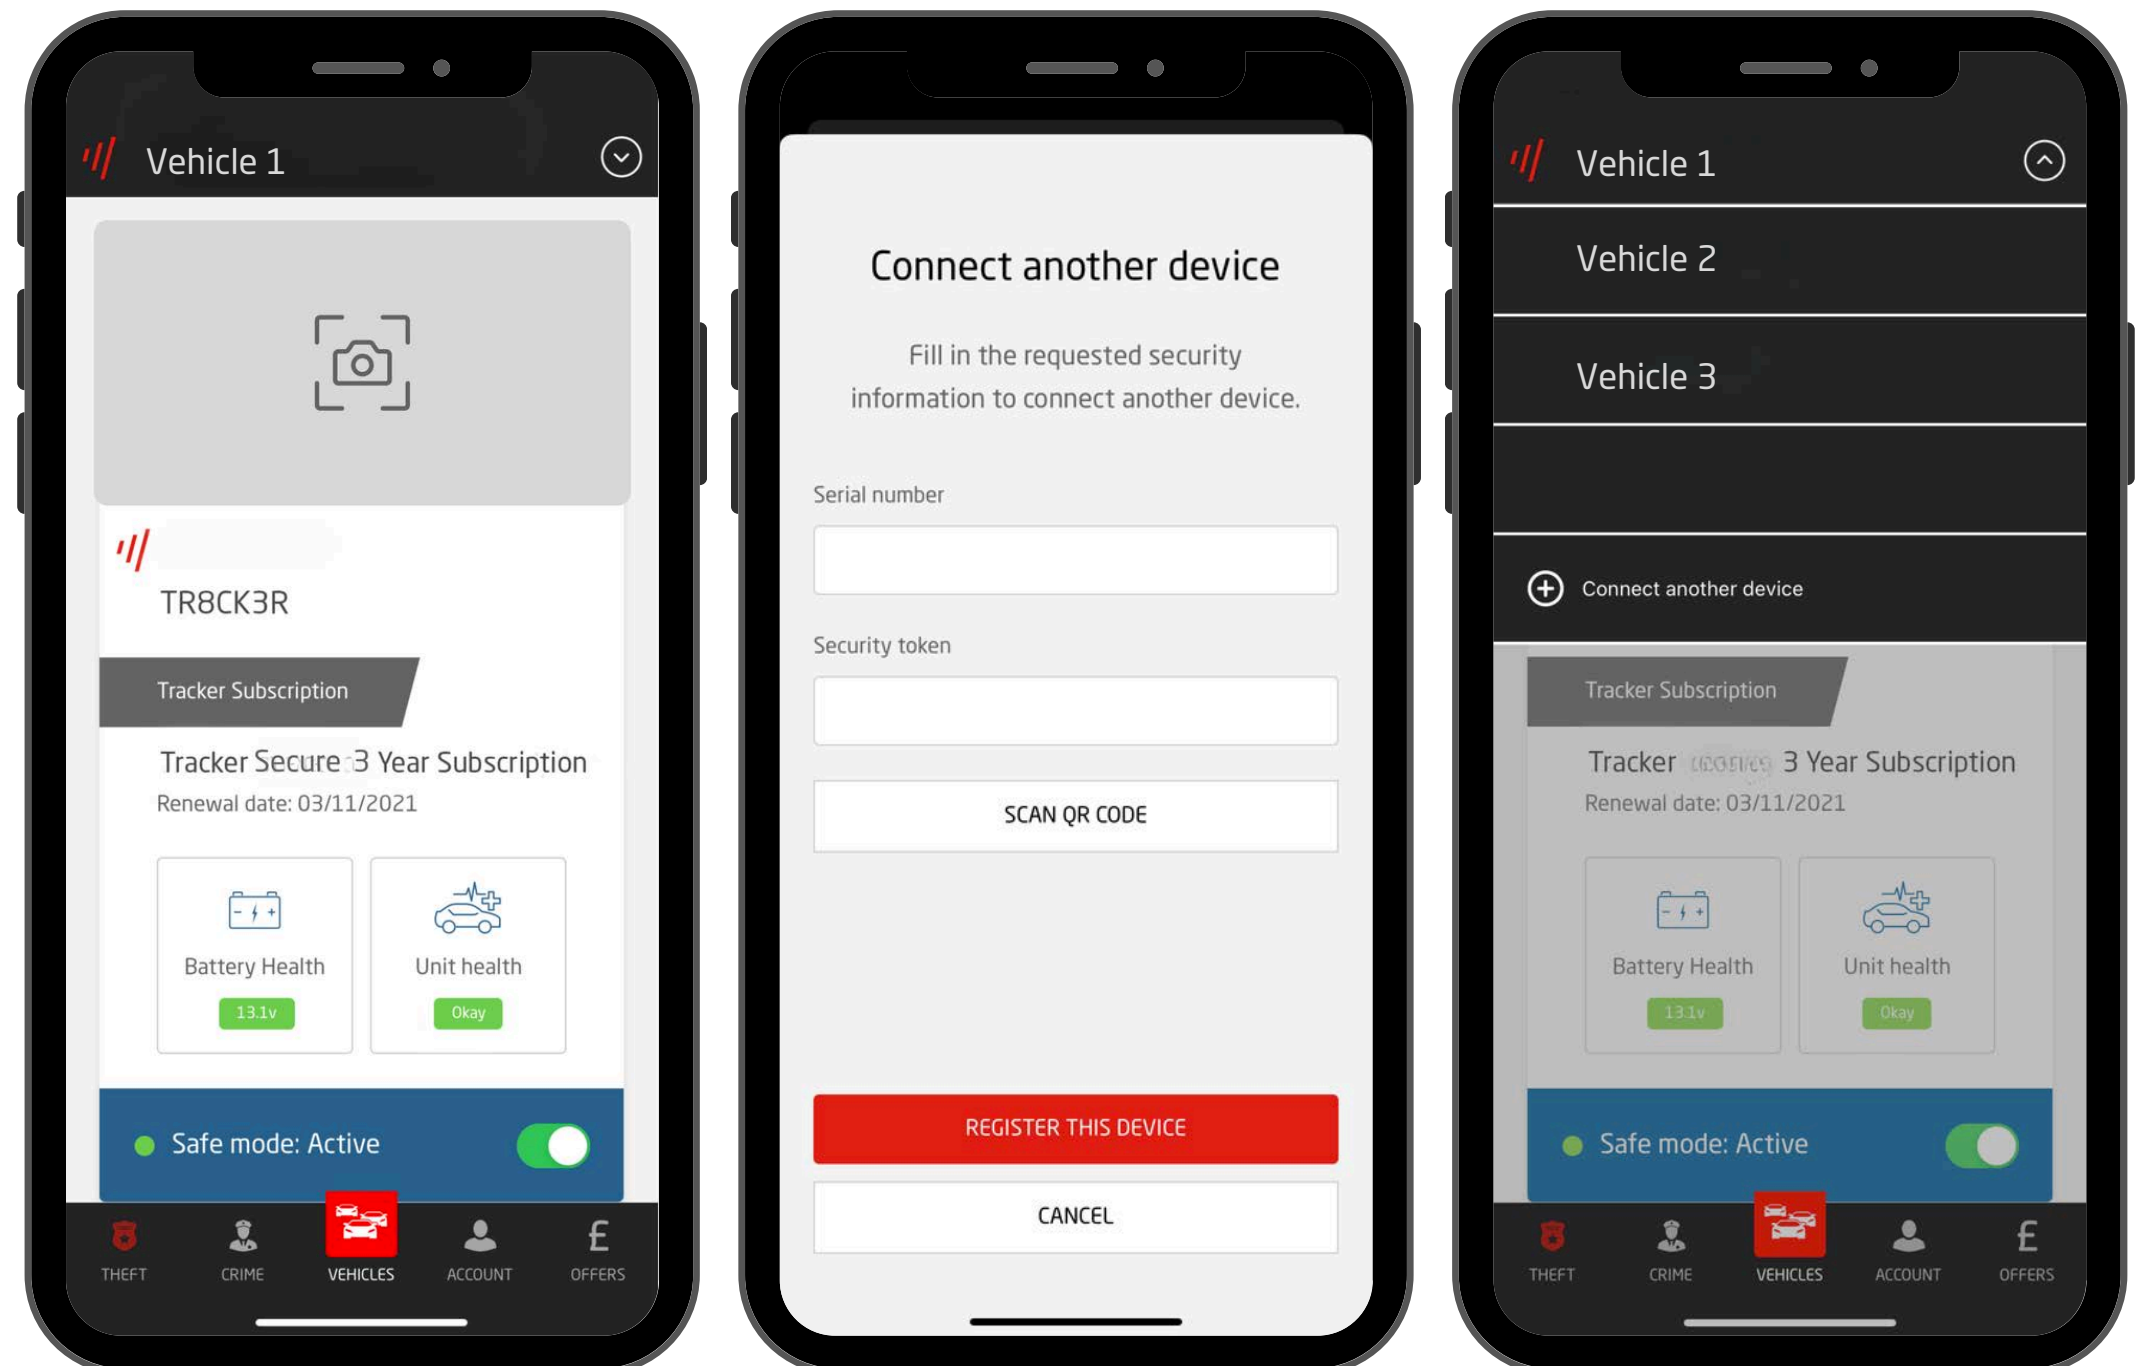 Vehicle 1
TR8CK3R
Tracker Subscription
Tracker Secure 3 Year Subscription
Renewal date: 03/11/2021
Battery Health
Unit health
13.1v
Okay
Safe mode: Active
THEFT
CRIME
VEHICLES
ACCOUNT
£
OFFERS
Connect another device
Fill in the requested security
information to connect another device.
Serial number
Security token
SCAN QR CODE
REGISTER THIS DEVICE
CANCEL
Vehicle 1
Vehicle 2
Vehicle 3
Connect another device
Tracker Subscription
Tracker 3 Year Subscription
Renewal date: 03/11/2021
Battery Health
Unit health
13.1v
Okay
Safe mode: Active
THEFT
CRIME
VEHICLES
ACCOUNT
£
OFFERS